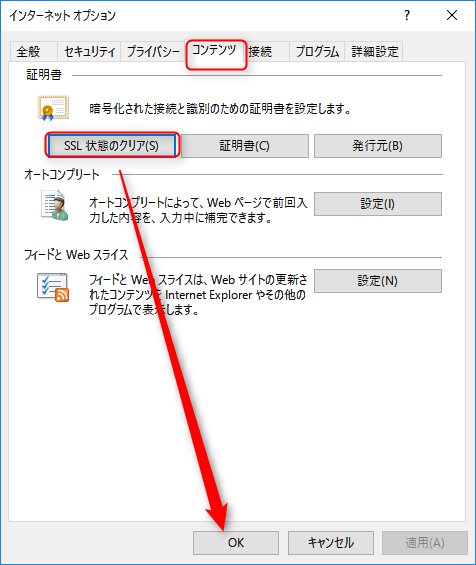 インターネット オプション
?
全般 セキュリティ プライバシー コンテンツ 接続 プログラム 詳細設定
証明書
暗号化された接続と識別のための証明書を設定します。
SSL 状態のクリア(S) 証明書(C) 発行元(B)
オートコンプリート
オートコンプリートによって、Web ページで前回入
力した内容を、入力中に補完できます。
設定(I)
フィードと Web スライス
フィードと Web スライスは、Web サイトの更新さ
れたコンテンツを Internet Explorer やその他の
プログラムで表示します。
設定(N)
OK キャンセル 適用(A)